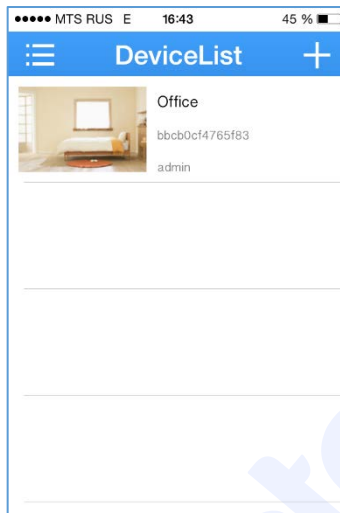 MTS RUS E 16:43 45 %
DeviceList
Office
bbcb0cf4765f83
admin